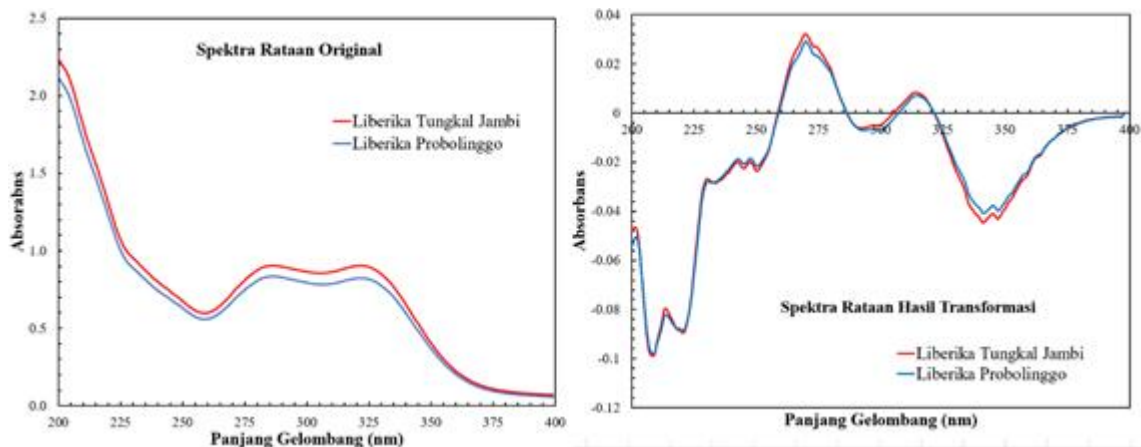 2.5
2.0
1.5
1.0
0.5
0.0
Absorabns
Spektra Rataan Original
Liberika Tungkal Jambi
Liberika Probolinggo
200 225 250 275 300 325 350 375 400
Panjang Gelombang (nm)
0.04
0.02
0
-0.02
-0.04
-0.06
-0.08
-0.1
-0.12
Absorbans
200 225 250 275 300 325 350 375 400
Spektra Rataan Hasil Transformasi
Liberika Tungkal Jambi
Liberika Probolinggo
Panjang Gelombang (nm)